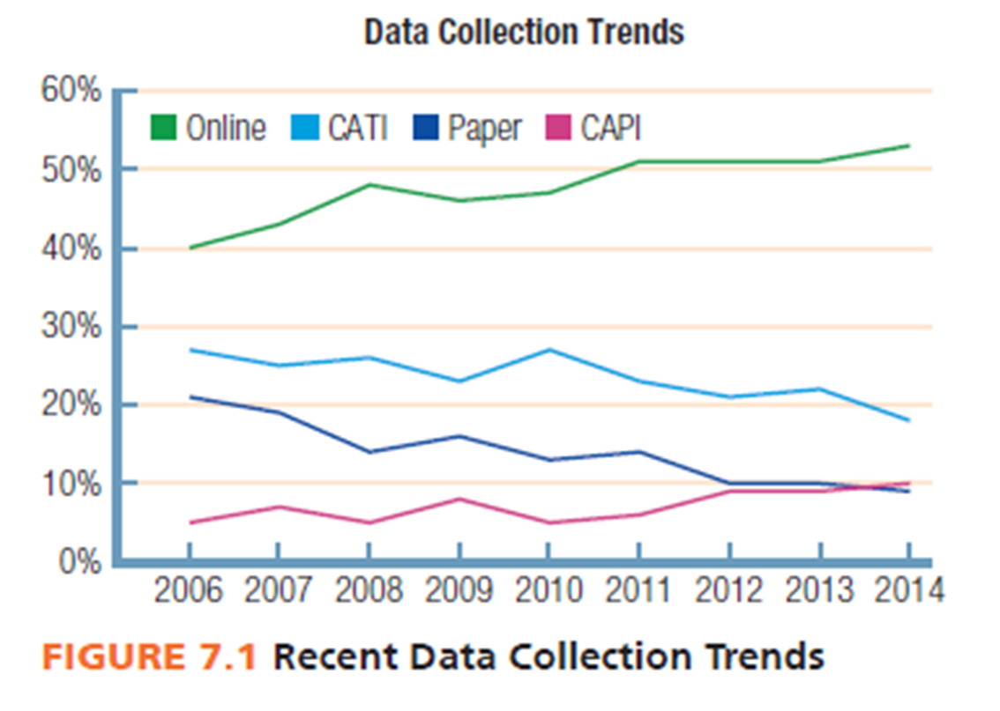 Data Collection Trends
60%
Online CATI Paper CAPI
50%
40%
30%
20%
10%
0%
2006 2007 2008 2009 2010 2011 2012 2013 2014
FIGURE 7.1 Recent Data Collection Trends